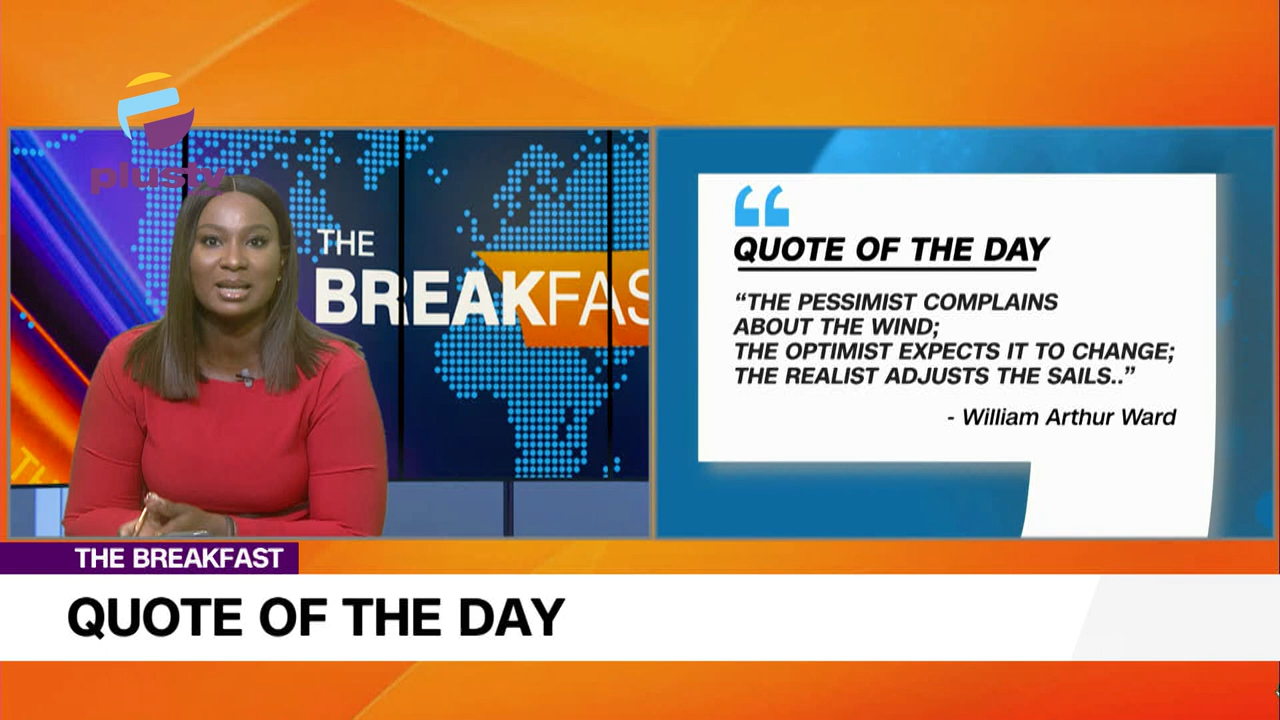 plustv
THE
BREAKFAS
TH
“
QUOTE OF THE DAY
“THE PESSIMIST COMPLAINS
ABOUT THE WIND;
THE OPTIMIST EXPECTS IT TO CHANGE;
THE REALIST ADJUSTS THE SAILS..”
- William Arthur Ward
THE BREAKFAST
QUOTE OF THE DAY